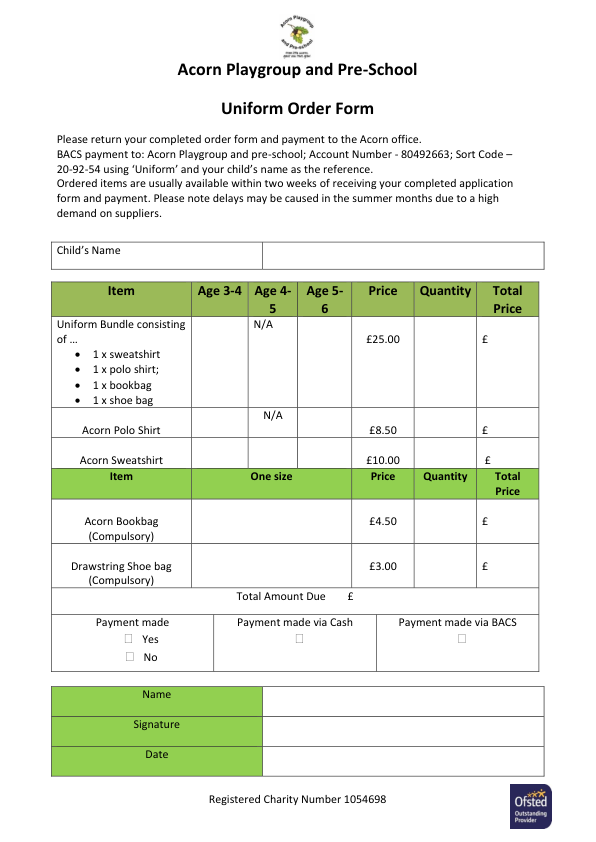 Acorn Playgroup
and Pre-school
Acorn Playgroup and Pre-School
Uniform Order Form
Please return your completed order form and payment to the Acorn office.
BACS payment to: Acorn Playgroup and pre-school; Account Number - 80492663; Sort Code –
20-92-54 using ‘Uniform’ and your child’s name as the reference.
Ordered items are usually available within two weeks of receiving your completed application
form and payment. Please note delays may be caused in the summer months due to a high
demand on suppliers.
Child’s Name
Item Age 3-4 Age 4- Age 5- Price Quantity Total
5 6 Price
Uniform Bundle consisting N/A
of … £25.00 £
• 1 x sweatshirt
• 1 x polo shirt;
• 1 x bookbag
• 1 x shoe bag
N/A
Acorn Polo Shirt £8.50 £
Acorn Sweatshirt £10.00 £
Item One size Price Quantity Total
Price
Acorn Bookbag £4.50 £
(Compulsory)
Drawstring Shoe bag £3.00 £
(Compulsory)
Total Amount Due £
Payment made Payment made via Cash Payment made via BACS
☐ Yes ☐ ☐
☐ No
Name
Signature
Date
Registered Charity Number 1054698
Ofsted
Outstanding
Provider